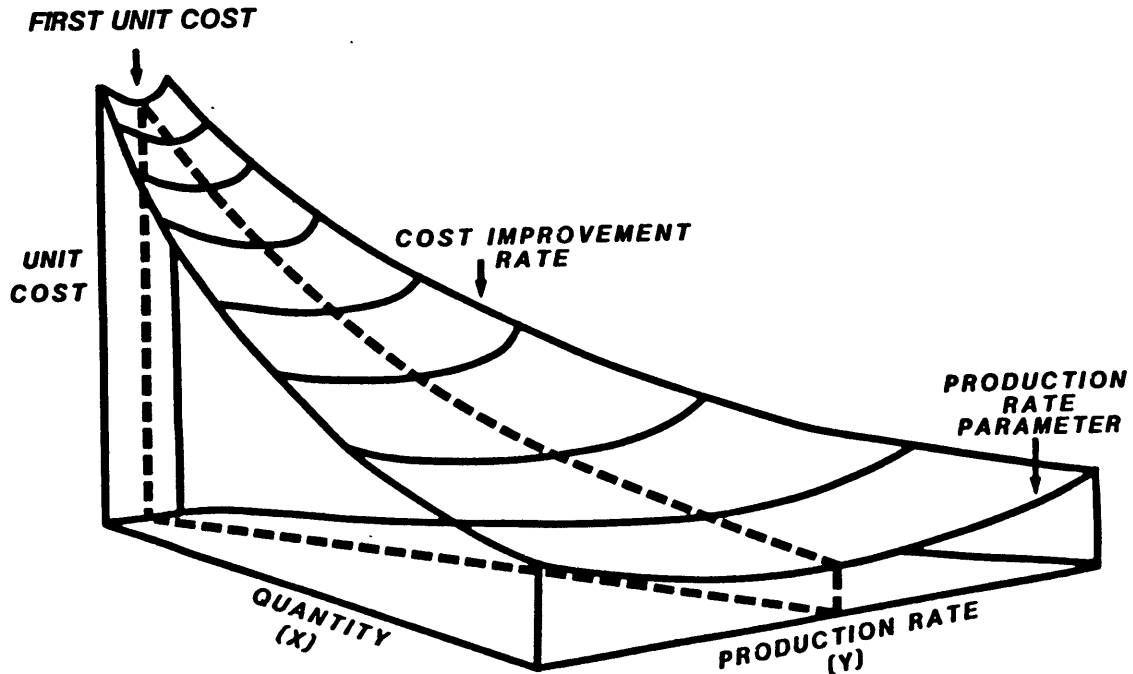 FIRST UNIT COST
COST IMPROVEMENT
RATE
UNIT
COST
PRODUCTION
RATE
PARAMETER
QUANTITY
(X)
PRODUCTION RATE
(Y)